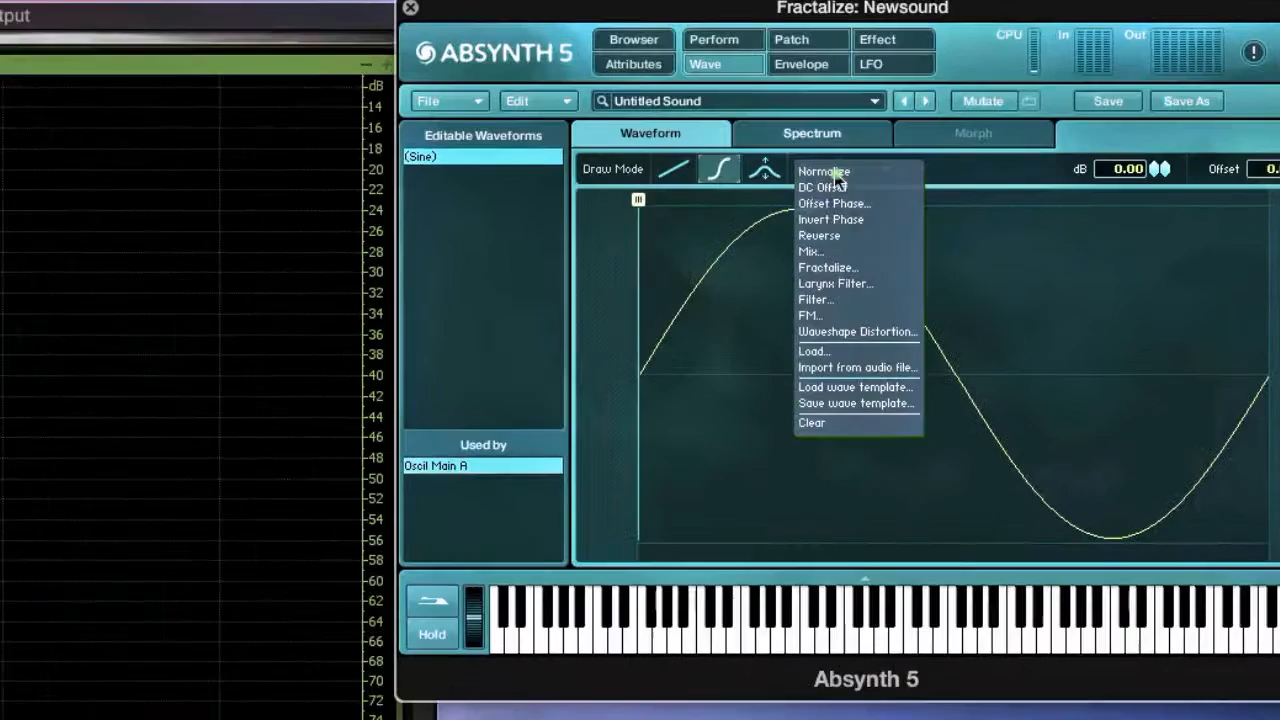 tput
Fractalize: Newsound
ABSYNTH 5
Browser
Perform
Patch
Effect
Attributes
Wave
Envelope
LFO
CPU
In
Out
!
File
Edit
Untitled Sound
Mutate
Save
Save As
Editable Waveforms
(Sine)
Waveform
Spectrum
Morph
Draw Mode
dB
0.00
Offset
0.
Normalize
DC Offset
Offset Phase...
Invert Phase
Reverse
Mix...
Fractalize...
Larynx Filter...
Filter...
FM...
Waveshape Distortion...
Load...
Import from audio file...
Load wave template...
Save wave template...
Clear
Used by
Oscil Main A
Hold
Absynth 5
-dB
-14
-16
-18
-20
-22
-24
-26
-28
-30
-32
-34
-36
-38
-40
-42
-44
-46
-48
-50
-52
-54
-56
-58
-60
-62
-64
-66
-68
-70
-72